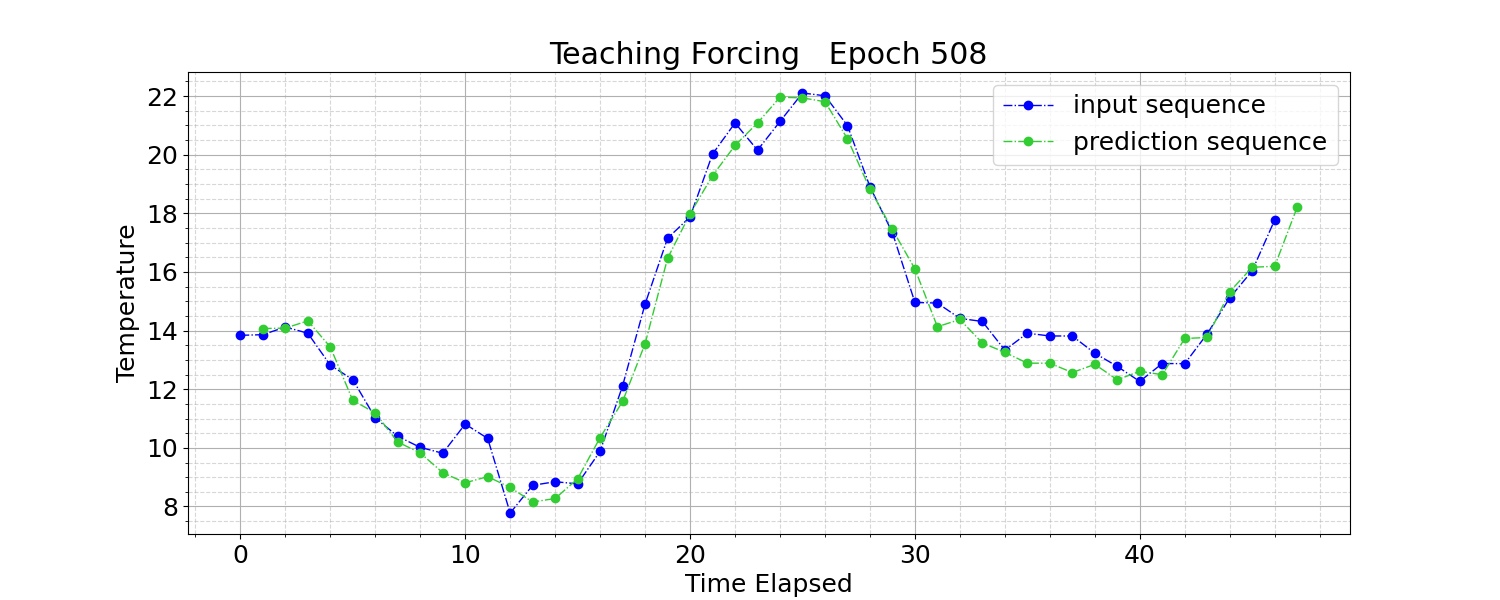 Teaching Forcing   Epoch 508
22
20
18
16
14
12
10
8
Temperature
input sequence
prediction sequence
0 10 20 30 40
Time Elapsed